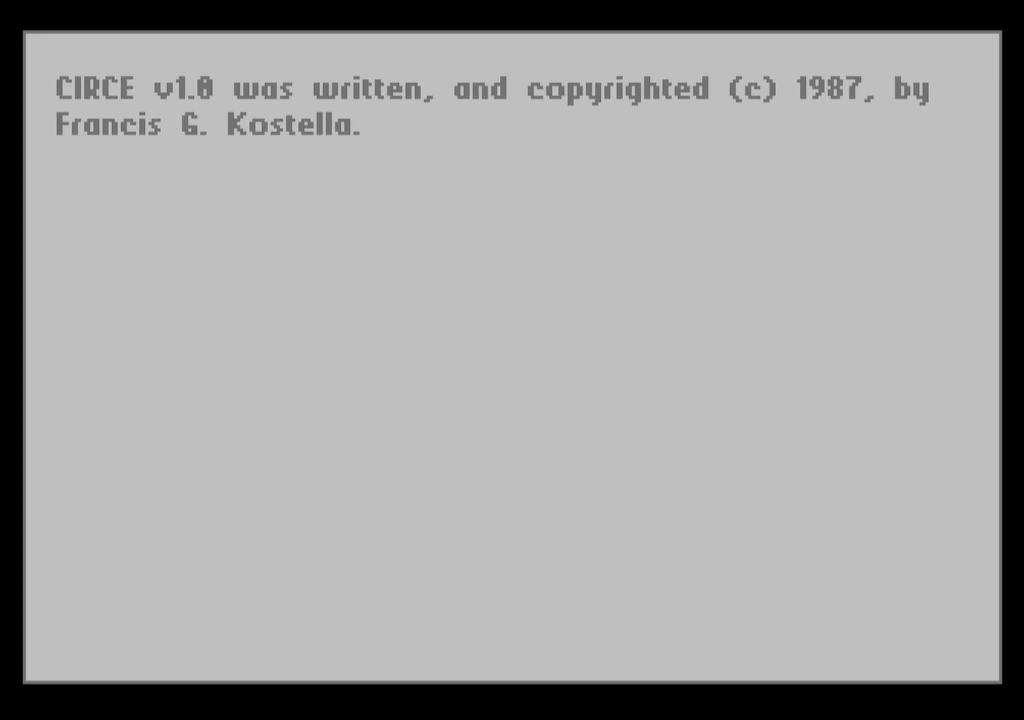 CIRCE v1.0 was written, and copyrighted (c) 1987, by
Francis G. Kostella.